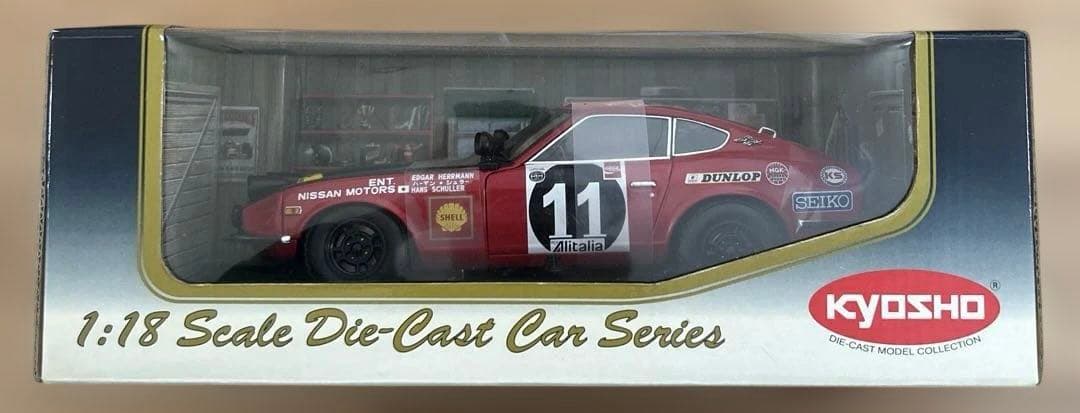 ENT.
NISSAN MOTORS
EDGAR HERRMANN
ハーマン・シュラー
HANS SCHULLER
SHELL
11
Alitalia
DUNLOP
NGK
KS
SEIKO
1:18 Scale Die-Cast Car Series
KYOSHO®
DIE-CAST MODEL COLLECTION